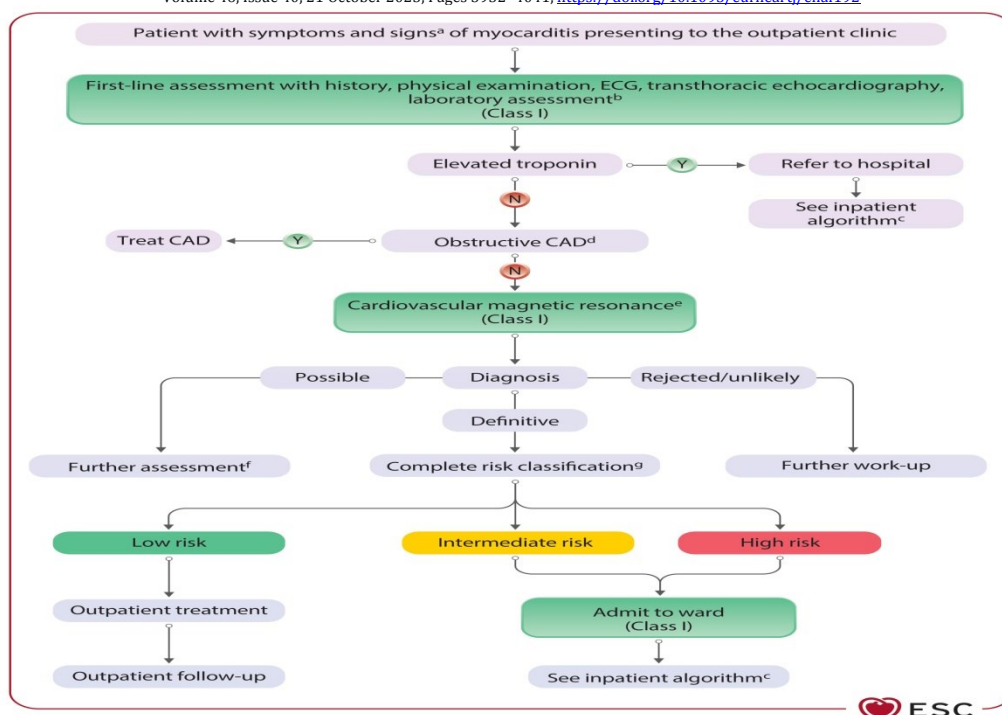 Patient with symptoms and signsᵃ of myocarditis presenting to the outpatient clinic
First-line assessment with history, physical examination, ECG, transthoracic echocardiography,
laboratory assessmentᵇ
(Class I)
Elevated troponin
Y
Refer to hospital
N
See inpatient
algorithmᶜ
Treat CAD
Y
Obstructive CADᵈ
N
Cardiovascular magnetic resonanceᵉ
(Class I)
Possible
Diagnosis
Rejected/unlikely
Definitive
Further assessmentᶠ
Complete risk classificationᵍ
Further work-up
Low risk
Intermediate risk
High risk
Outpatient treatment
Admit to ward
(Class I)
Outpatient follow-up
See inpatient algorithmᶜ
ESC